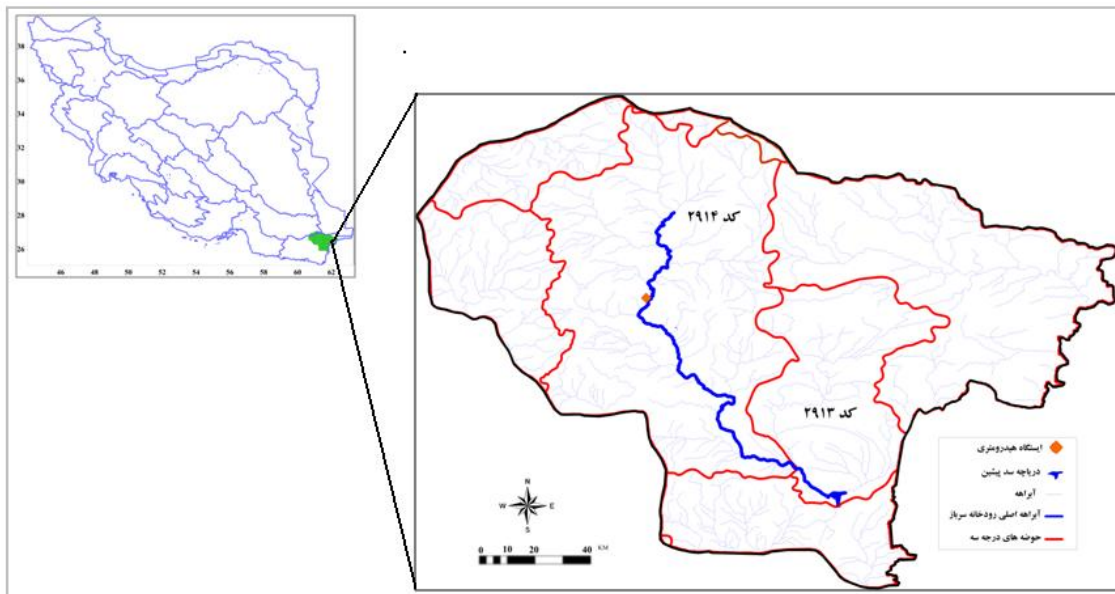 38
36
34
32
30
28
26
46 48 50 52 54 56 58 60 62
کد ۲۹۱۴
کد ۲۹۱۳
ایستگاه هیدرومتری
دریاچه سد پیشین
آبراهه
آبراهه اصلی رودخانه سرباز
حوضه های درجه سه
N
W E
S
0 10 20 40 KM